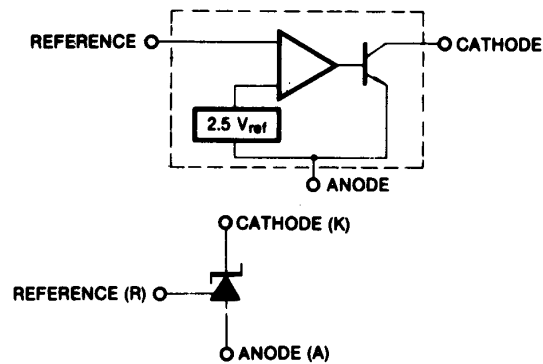 REFERENCE
CATHODE
2.5 Vref
ANODE
CATHODE (K)
REFERENCE (R)
ANODE (A)